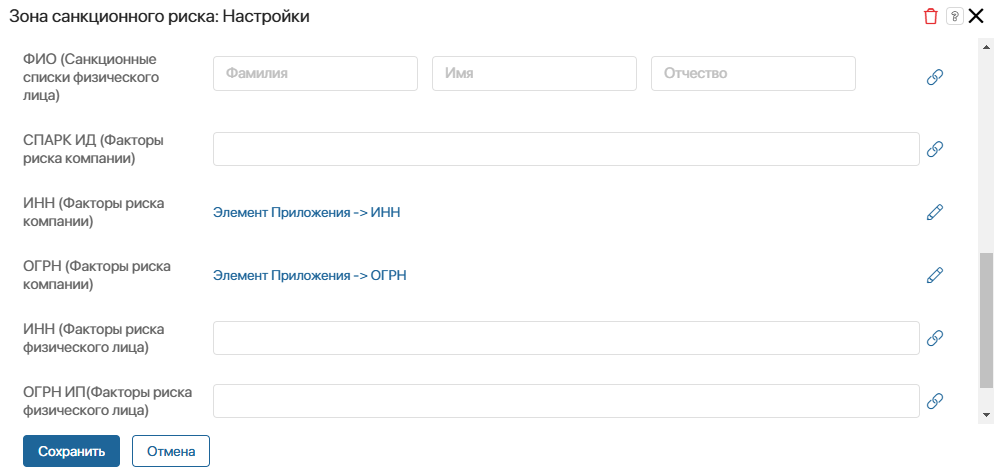 Зона санкционного риска: Настройки
?
ФИО (Санкционные
списки физического
лица)
Фамилия
Имя
Отчество
СПАРК ИД (Факторы
риска компании)
ИНН (Факторы риска
компании)
Элемент Приложения -> ИНН
ОГРН (Факторы риска
компании)
Элемент Приложения -> ОГРН
ИНН (Факторы риска
физического лица)
ОГРН ИП(Факторы риска
физического лица)
Сохранить
Отмена